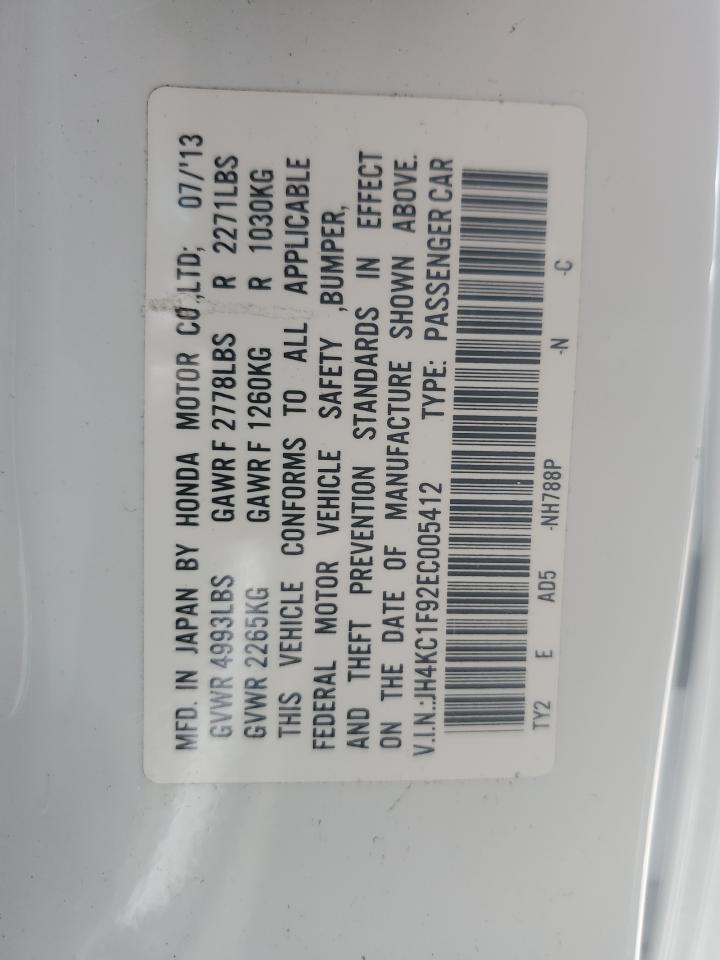 MFD. IN JAPAN BY HONDA MOTOR CO.,LTD; 07/'13
GVWR 4993LBS GAWR F 2778LBS R 2271LBS
GVWR 2265KG GAWR F 1260KG R 1030KG
THIS VEHICLE CONFORMS TO ALL APPLICABLE
FEDERAL MOTOR VEHICLE SAFETY ,BUMPER,
AND THEFT PREVENTION STANDARDS IN EFFECT
ON THE DATE OF MANUFACTURE SHOWN ABOVE.
V.I.N.:JH4KC1F92EC005412 TYPE: PASSENGER CAR
TY2 E AD5 -NH788P -N -C